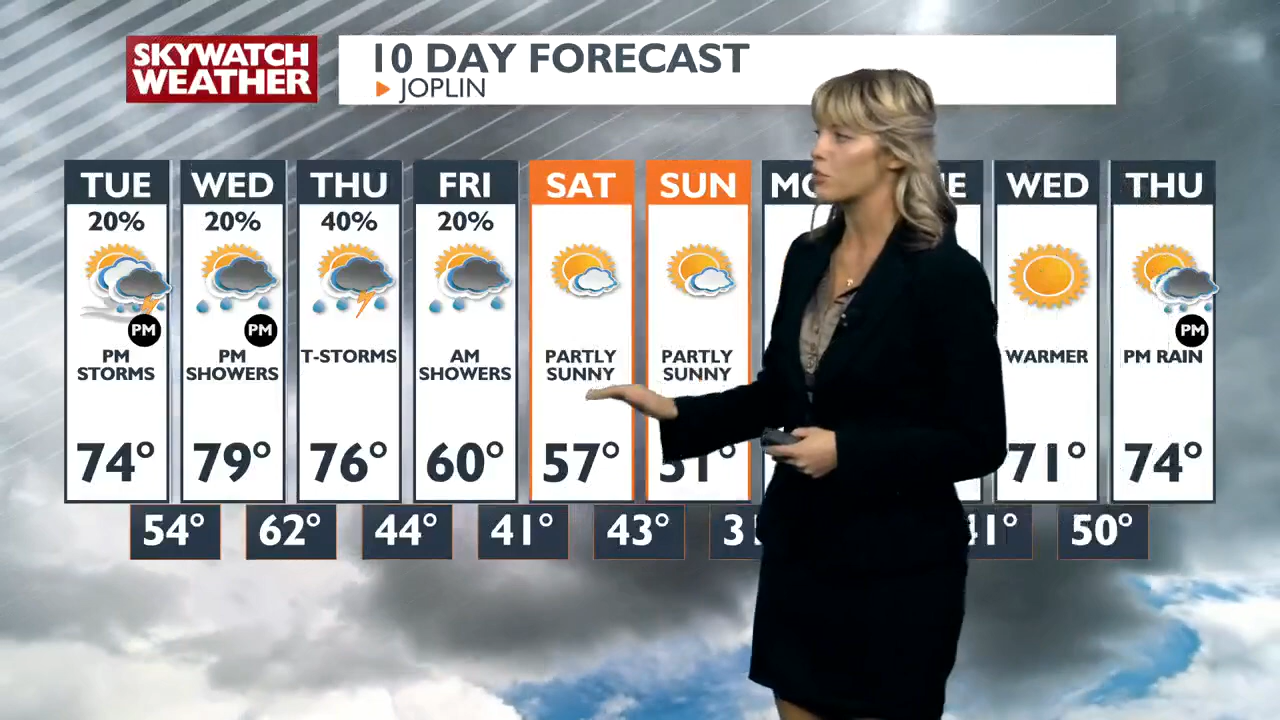 SKYWATCH
WEATHER
10 DAY FORECAST
JOPLIN
TUE
20%
PM
PM
STORMS
74°
WED
20%
PM
PM
SHOWERS
79°
THU
40%
T-STORMS
76°
FRI
20%
AM
SHOWERS
60°
SAT
PARTLY
SUNNY
57°
SUN
PARTLY
SUNNY
51°
WED
WARMER
71°
THU
PM
PM RAIN
74°
54°
62°
44°
41°
43°
50°